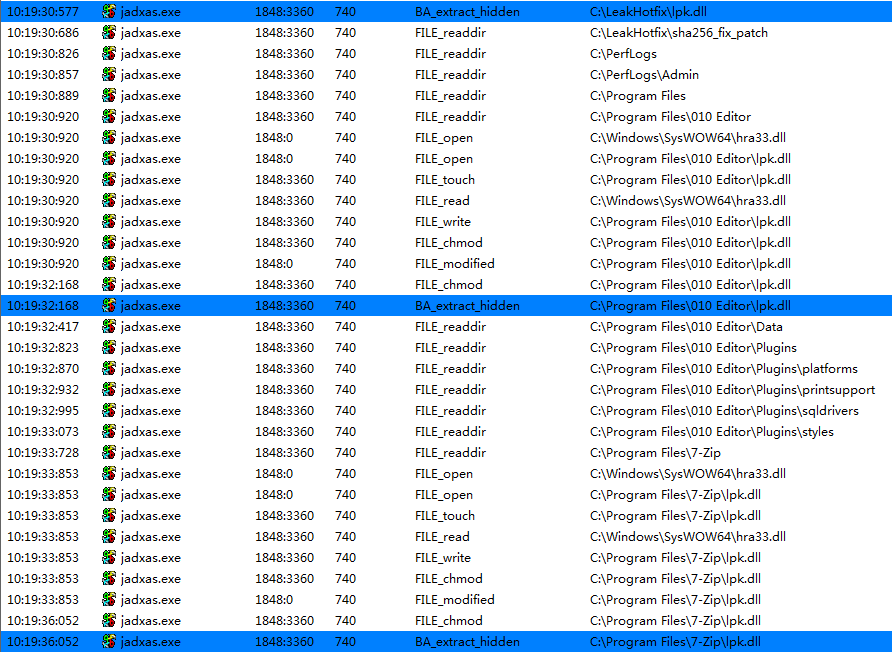 10:19:30:577 jadxas.exe 1848:3360 740 BA_extract_hidden C:\LeakHotfix\lpk.dll
10:19:30:686 jadxas.exe 1848:3360 740 FILE_readdir C:\LeakHotfix\sha256_fix_patch
10:19:30:826 jadxas.exe 1848:3360 740 FILE_readdir C:\PerfLogs
10:19:30:857 jadxas.exe 1848:3360 740 FILE_readdir C:\PerfLogs\Admin
10:19:30:889 jadxas.exe 1848:3360 740 FILE_readdir C:\Program Files
10:19:30:920 jadxas.exe 1848:3360 740 FILE_readdir C:\Program Files\010 Editor
10:19:30:920 jadxas.exe 1848:0 740 FILE_open C:\Windows\SysWOW64\hra33.dll
10:19:30:920 jadxas.exe 1848:0 740 FILE_open C:\Program Files\010 Editor\lpk.dll
10:19:30:920 jadxas.exe 1848:3360 740 FILE_touch C:\Program Files\010 Editor\lpk.dll
10:19:30:920 jadxas.exe 1848:3360 740 FILE_read C:\Windows\SysWOW64\hra33.dll
10:19:30:920 jadxas.exe 1848:3360 740 FILE_write C:\Program Files\010 Editor\lpk.dll
10:19:30:920 jadxas.exe 1848:3360 740 FILE_chmod C:\Program Files\010 Editor\lpk.dll
10:19:30:920 jadxas.exe 1848:0 740 FILE_modified C:\Program Files\010 Editor\lpk.dll
10:19:32:168 jadxas.exe 1848:3360 740 FILE_chmod C:\Program Files\010 Editor\lpk.dll
10:19:32:168 jadxas.exe 1848:3360 740 BA_extract_hidden C:\Program Files\010 Editor\lpk.dll
10:19:32:417 jadxas.exe 1848:3360 740 FILE_readdir C:\Program Files\010 Editor\Data
10:19:32:823 jadxas.exe 1848:3360 740 FILE_readdir C:\Program Files\010 Editor\Plugins
10:19:32:870 jadxas.exe 1848:3360 740 FILE_readdir C:\Program Files\010 Editor\Plugins\platforms
10:19:32:932 jadxas.exe 1848:3360 740 FILE_readdir C:\Program Files\010 Editor\Plugins\printsupport
10:19:32:995 jadxas.exe 1848:3360 740 FILE_readdir C:\Program Files\010 Editor\Plugins\sqldrivers
10:19:33:073 jadxas.exe 1848:3360 740 FILE_readdir C:\Program Files\010 Editor\Plugins\styles
10:19:33:728 jadxas.exe 1848:3360 740 FILE_readdir C:\Program Files\7-Zip
10:19:33:853 jadxas.exe 1848:0 740 FILE_open C:\Windows\SysWOW64\hra33.dll
10:19:33:853 jadxas.exe 1848:0 740 FILE_open C:\Program Files\7-Zip\lpk.dll
10:19:33:853 jadxas.exe 1848:3360 740 FILE_touch C:\Program Files\7-Zip\lpk.dll
10:19:33:853 jadxas.exe 1848:3360 740 FILE_read C:\Windows\SysWOW64\hra33.dll
10:19:33:853 jadxas.exe 1848:3360 740 FILE_write C:\Program Files\7-Zip\lpk.dll
10:19:33:853 jadxas.exe 1848:3360 740 FILE_chmod C:\Program Files\7-Zip\lpk.dll
10:19:33:853 jadxas.exe 1848:0 740 FILE_modified C:\Program Files\7-Zip\lpk.dll
10:19:36:052 jadxas.exe 1848:3360 740 FILE_chmod C:\Program Files\7-Zip\lpk.dll
10:19:36:052 jadxas.exe 1848:3360 740 BA_extract_hidden C:\Program Files\7-Zip\lpk.dll